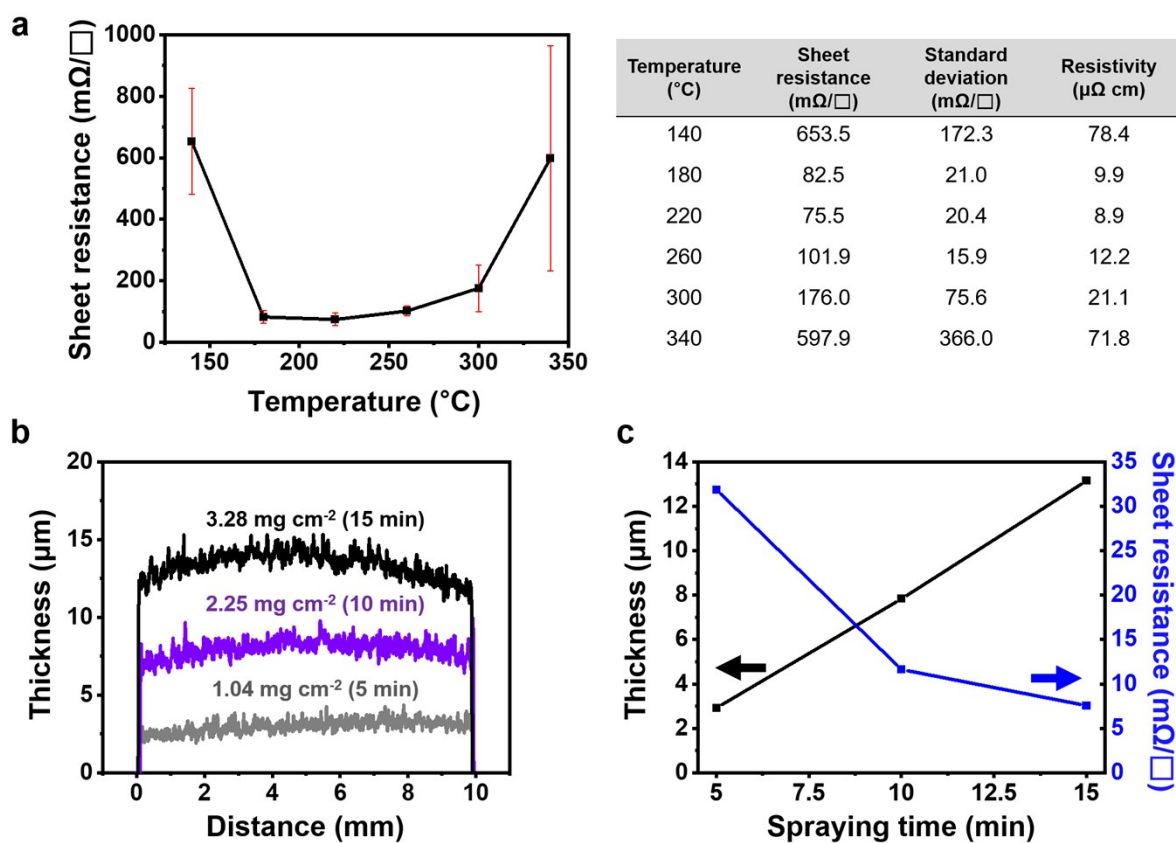 a
Sheet resistance (mΩ/□)
1000
800
600
400
200
0
150
200
250
300
350
Temperature (°C)
Temperature (°C)
Sheet resistance (mΩ/□)
Standard deviation (mΩ/□)
Resistivity (μΩ cm)
140 653.5 172.3 78.4
180 82.5 21.0 9.9
220 75.5 20.4 8.9
260 101.9 15.9 12.2
300 176.0 75.6 21.1
340 597.9 366.0 71.8
b
Thickness (μm)
20
15
10
5
0
3.28 mg cm⁻² (15 min)
2.25 mg cm⁻² (10 min)
1.04 mg cm⁻² (5 min)
0
2
4
6
8
10
Distance (mm)
c
Thickness (μm)
14
12
10
8
6
4
2
0
5
7.5
10
12.5
15
Spraying time (min)
35
30
25
20
15
10
5
0
Sheet resistance (mΩ/□)